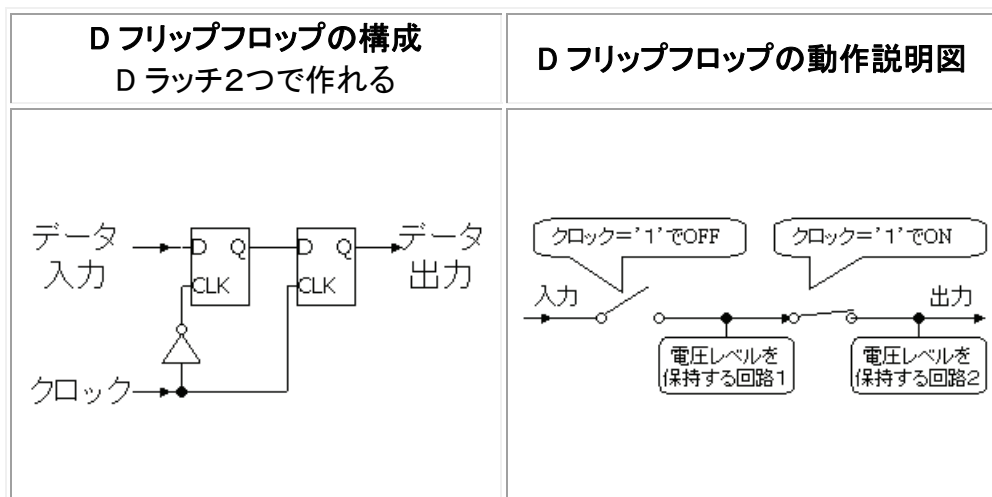 D フリップフロップの構成
D ラッチ2つで作れる
D フリップフロップの動作説明図
データ
入力
D Q
CLK
D Q
CLK
データ
出力
クロック
クロック='1'でOFF
クロック='1'でON
入力
出力
電圧レベルを
保持する回路1
電圧レベルを
保持する回路2